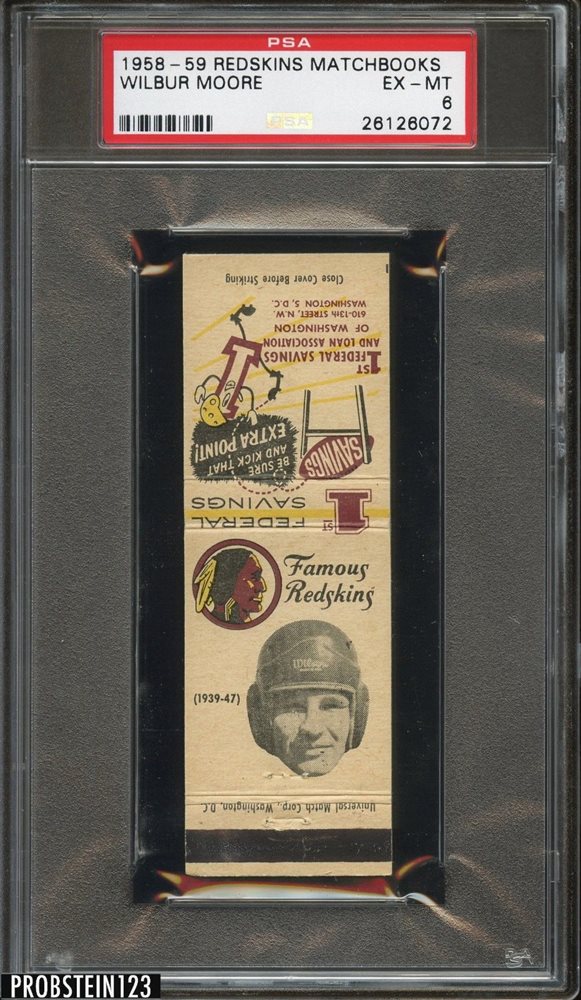 PSA
1958-59 REDSKINS MATCHBOOKS
WILBUR MOORE EX-MT
6
PSA
26126072
Close Cover Before Striking
1ST FEDERAL SAVINGS
AND LOAN ASSOCIATION
OF WASHINGTON
610-13th STREET, N.W.
WASHINGTON 5, D.C.
BE SURE
AND KICK THAT
EXTRA POINT!
SAVINGS
1ST
FEDERAL
SAVINGS
Famous
Redskins
Wilson
(1939-47)
Universal Match Corp., Washington, D.C.
PSA
PROBSTEIN123